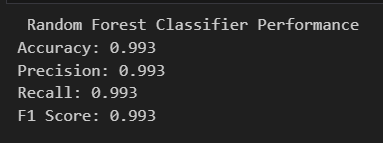 Random Forest Classifier Performance
Accuracy: 0.993
Precision: 0.993
Recall: 0.993
F1 Score: 0.993